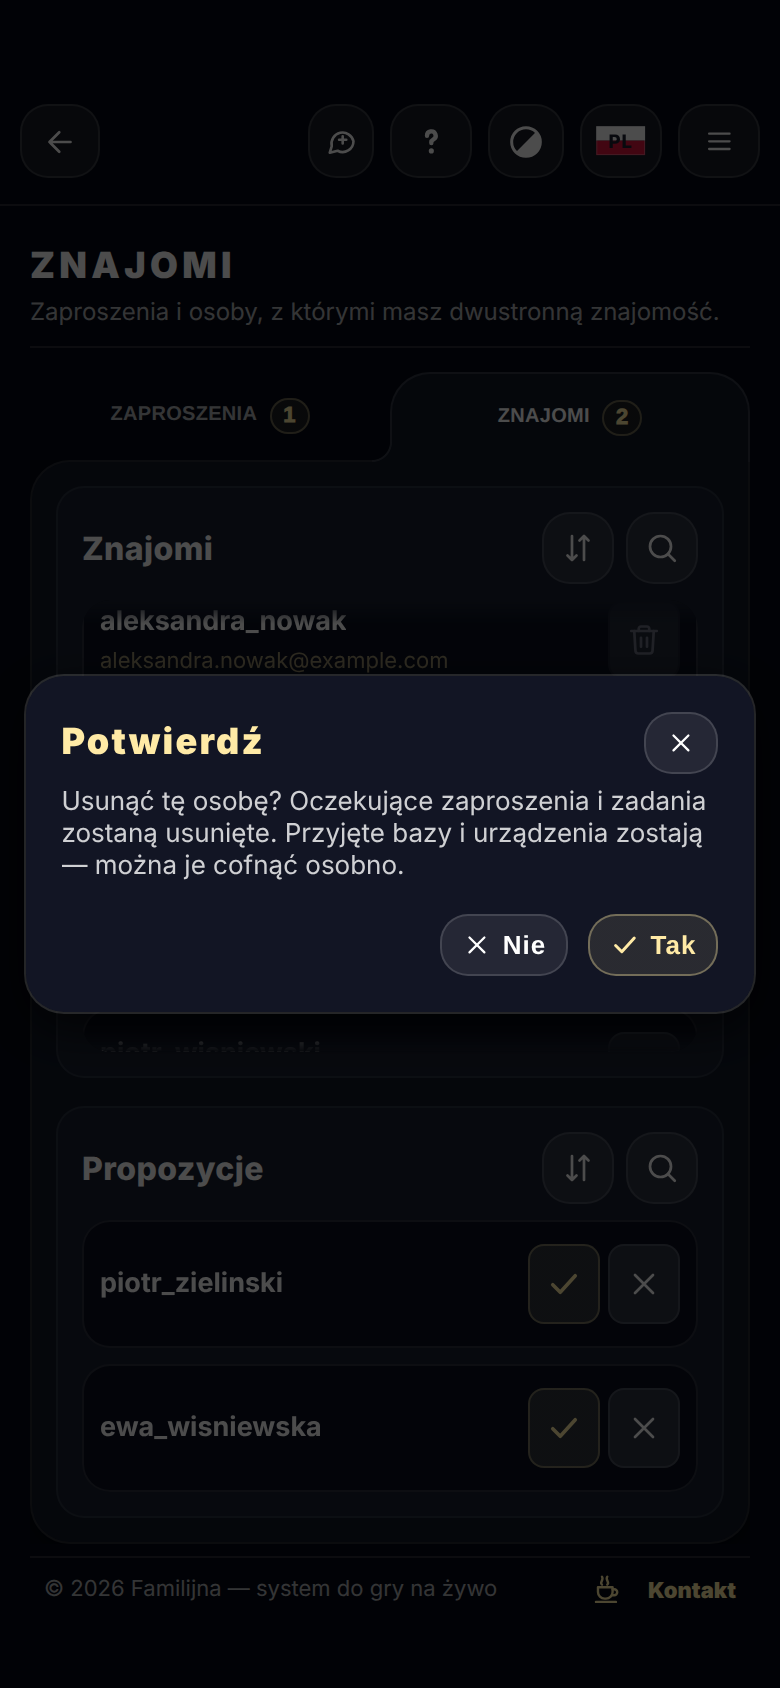 PL
ZNAJOMI
Zaproszenia i osoby, z którymi masz dwustronną znajomość.
ZAPROSZENIA 1
ZNAJOMI 2
Znajomi
aleksandra_nowak
aleksandra.nowak@example.com
Potwierdź
Usunąć tę osobę? Oczekujące zaproszenia i zadania
zostaną usunięte. Przyjęte bazy i urządzenia zostają
— można je cofnąć osobno.
Nie
Tak
piotr_wisniewski
Propozycje
piotr_zielinski
ewa_wisniewska
© 2026 Familijna — system do gry na żywo
Kontakt